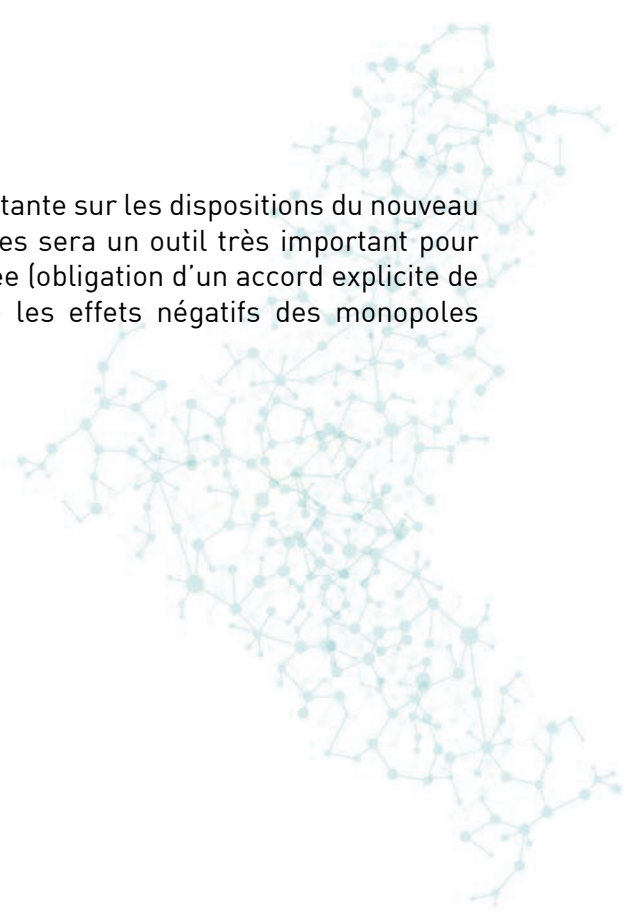 tante sur les dispositions du nouveau
es sera un outil très important pour
ée (obligation d’un accord explicite de
les effets négatifs des monopoles